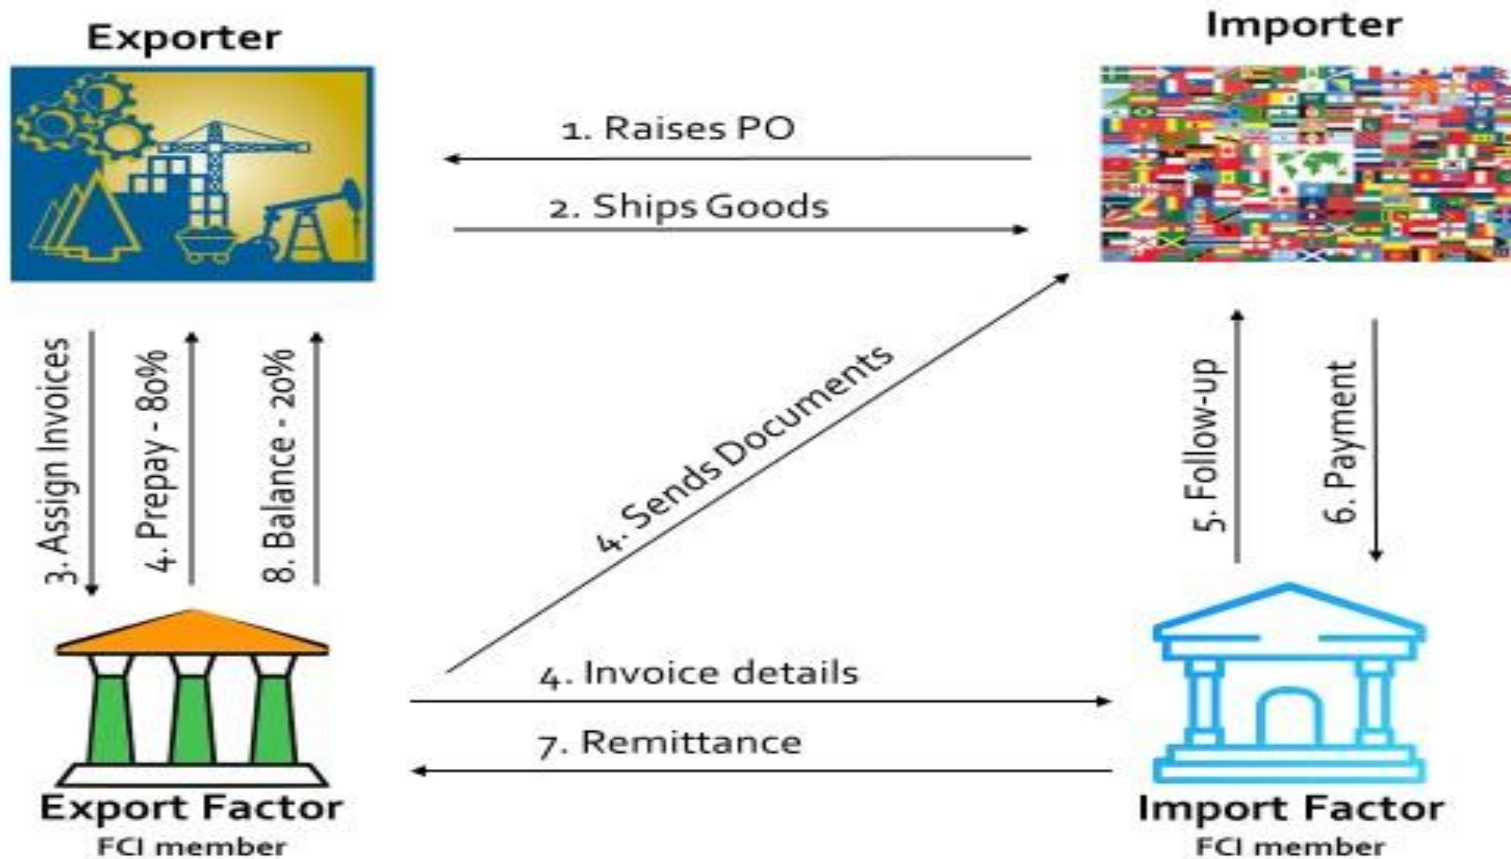 Exporter
Importer
1. Raises PO
2. Ships Goods
3. Assign Invoices
4. Prepay - 80%
8. Balance - 20%
4. Sends Documents
5. Follow-up
6. Payment
4. Invoice details
7. Remittance
Export Factor
FCI member
Import Factor
FCI member